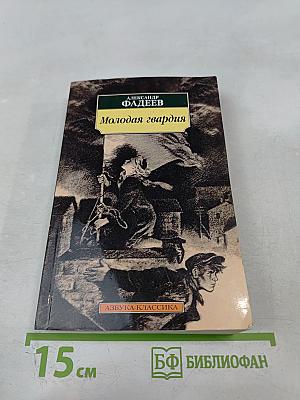 АЛЕКСАНДР
ФАДЕЕВ
Молодая гвардия
АЗБУКА-КЛАССИКА
15 см
БФ БИБЛИОФАН